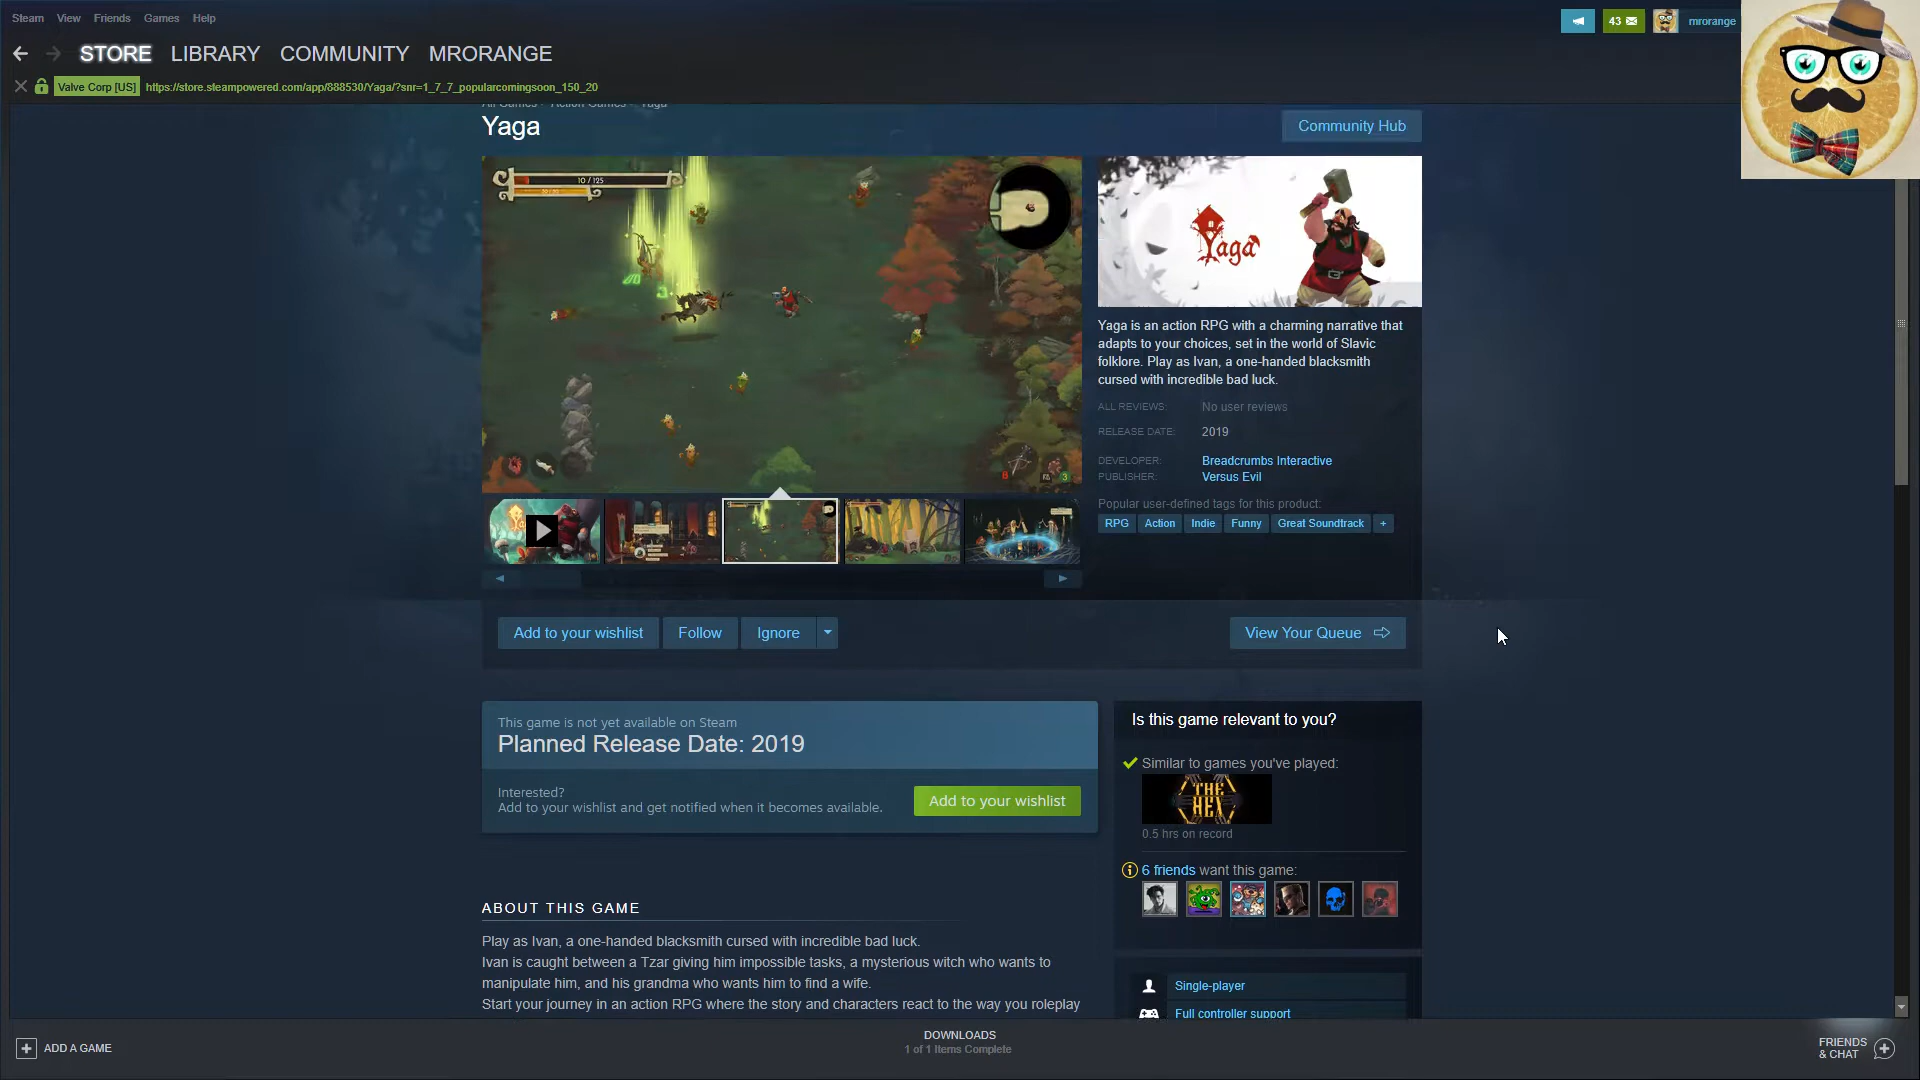 Steam View Friends Games Help
43
mrorange
STORE LIBRARY COMMUNITY MRORANGE
Valve Corp [US] https://store.steampowered.com/app/888530/Yaga/?snr=1_7_7_popularcomingsoon_150_20
All Games Action Games Yaga
Yaga
Community Hub
10 / 125
Yaga
Yaga is an action RPG with a charming narrative that
adapts to your choices, set in the world of Slavic
folklore. Play as Ivan, a one-handed blacksmith
cursed with incredible bad luck.
ALL REVIEWS: No user reviews
RELEASE DATE: 2019
DEVELOPER: Breadcrumbs Interactive
PUBLISHER: Versus Evil
Popular user-defined tags for this product:
RPG Action Indie Funny Great Soundtrack +
8
3
Add to your wishlist Follow Ignore
View Your Queue
This game is not yet available on Steam
Planned Release Date: 2019
Interested?
Add to your wishlist and get notified when it becomes available.
Add to your wishlist
Is this game relevant to you?
Similar to games you've played:
THE
HEX
0.5 hrs on record
6 friends want this game:
ABOUT THIS GAME
Play as Ivan, a one-handed blacksmith cursed with incredible bad luck.
Ivan is caught between a Tzar giving him impossible tasks, a mysterious witch who wants to
manipulate him, and his grandma who wants him to find a wife.
Start your journey in an action RPG where the story and characters react to the way you roleplay
Single-player
Full controller support
ADD A GAME
DOWNLOADS
1 of 1 Items Complete
FRIENDS
& CHAT